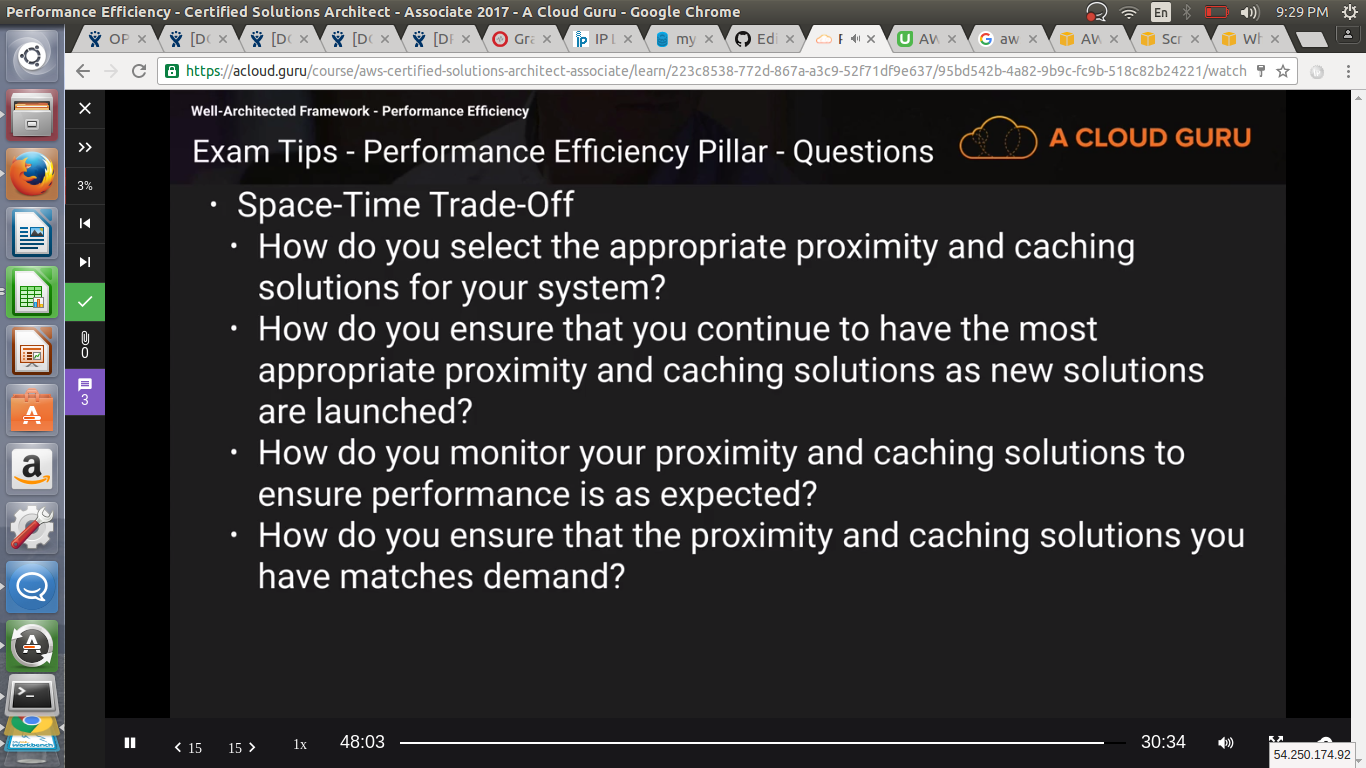 Performance Efficiency - Certified Solutions Architect - Associate 2017 - A Cloud Guru - Google Chrome
En
9:29 PM
OP
[DC
[DC
[DC
[DF
Gra
IP L
my
Edi
AW
aw
AW
Scr
Wh
https://acloud.guru/course/aws-certified-solutions-architect-associate/learn/223c8538-772d-867a-a3c9-52f71df9e637/95bd542b-4a82-9b9c-fc9b-518c82b24221/watch
Well-Architected Framework - Performance Efficiency
Exam Tips - Performance Efficiency Pillar - Questions
A CLOUD GURU
3%
0
3
• Space-Time Trade-Off
• How do you select the appropriate proximity and caching
solutions for your system?
• How do you ensure that you continue to have the most
appropriate proximity and caching solutions as new solutions
are launched?
• How do you monitor your proximity and caching solutions to
ensure performance is as expected?
• How do you ensure that the proximity and caching solutions you
have matches demand?
15
15
1x
48:03
30:34
54.250.174.92